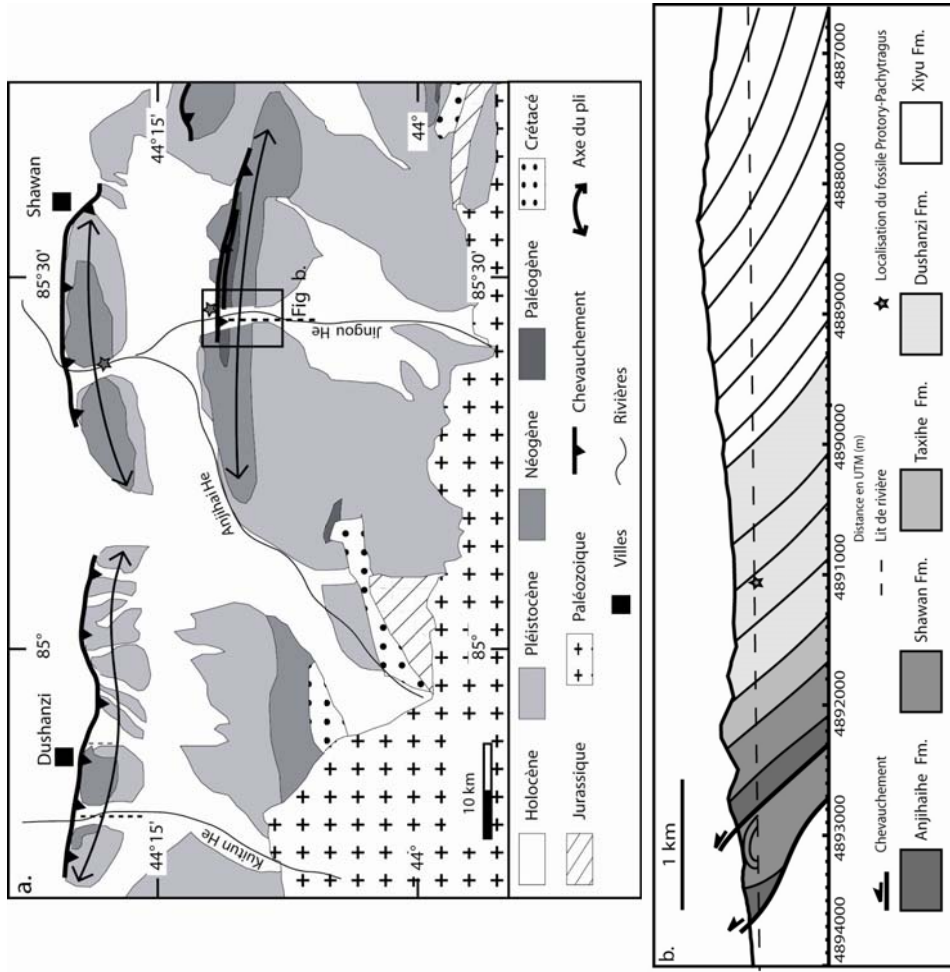 a.
Dushanzi
85°
Shawan
85°30'
44°15'
44°15'
Kuitun He
Anjihai He
Jingou He
Fig b.
10 km
44°
44°
85°
85°30'
Holocène
Pléistocène
Néogène
Paléogène
Crétacé
Jurassique
Paléozoique
Chevauchement
Axe du pli
Villes
Rivières
b.
1 km
4894000
4893000
4892000
4891000
4890000
4889000
4888000
4887000
Distance en UTM (m)
Chevauchement
Lit de rivière
Localisation du fossile Protory-Pachytragus
Anjihaihe Fm.
Shawan Fm.
Taxihe Fm.
Dushanzi Fm.
Xiyu Fm.